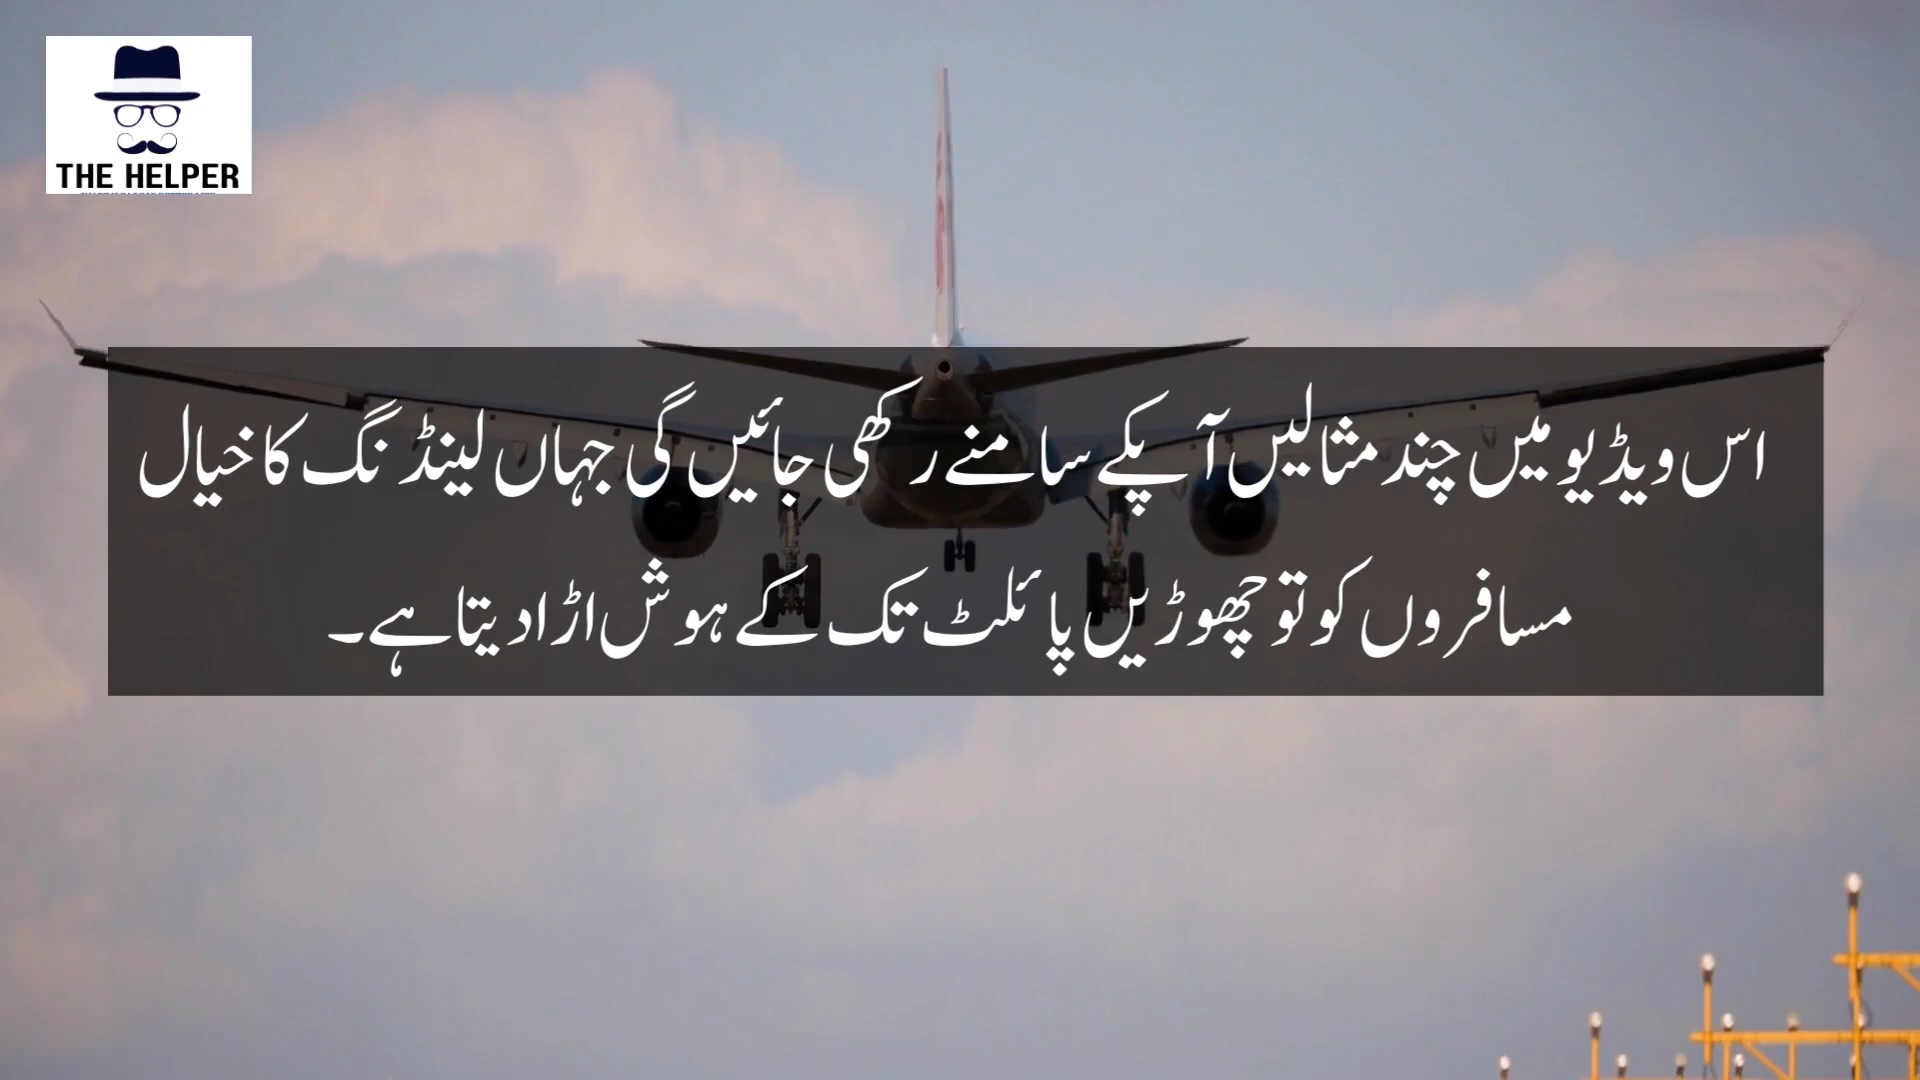 THE HELPER
اس ویڈیو میں چند مثالیں آپکے سامنے رکھی جائیں گی جہاں لینڈنگ کا خیال
مسافروں کو تو چھوڑیں پائلٹ تک کے ہوش اڑا دیتا ہے۔